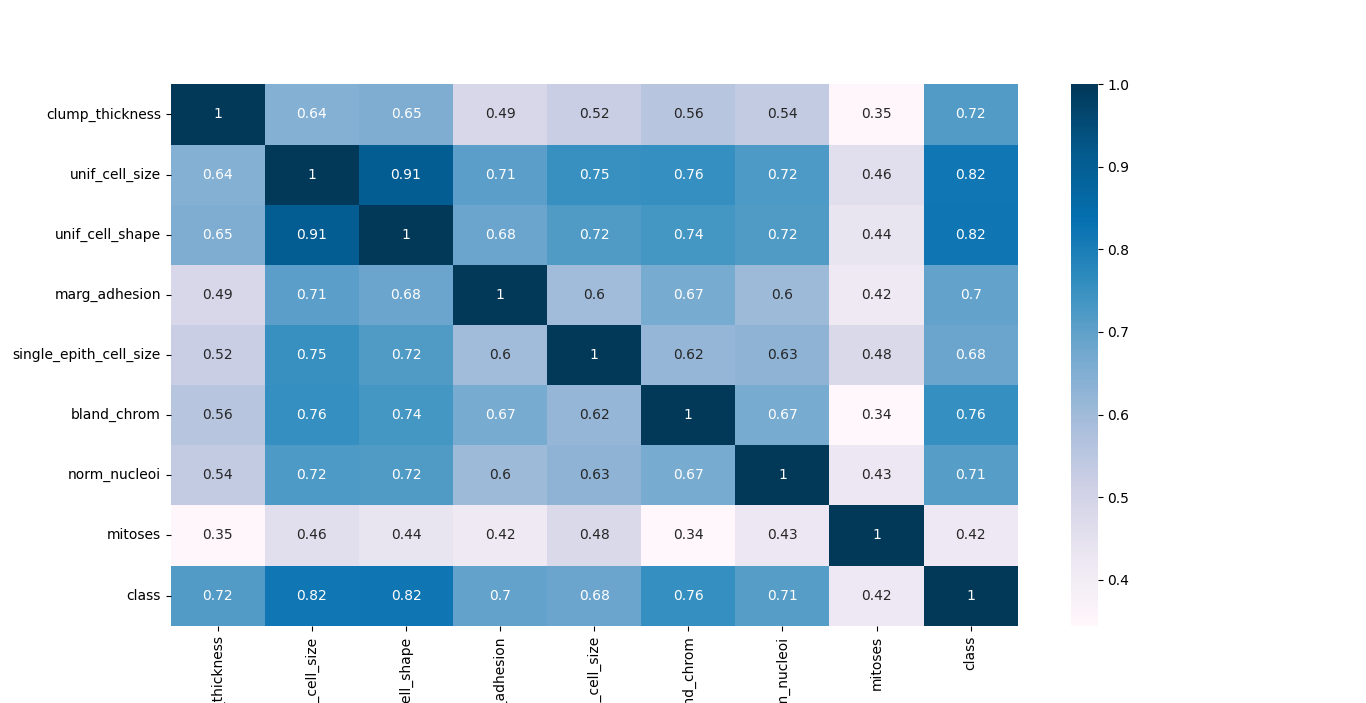 clump_thickness 1 0.64 0.65 0.49 0.52 0.56 0.54 0.35 0.72
unif_cell_size 0.64 1 0.91 0.71 0.75 0.76 0.72 0.46 0.82
unif_cell_shape 0.65 0.91 1 0.68 0.72 0.74 0.72 0.44 0.82
marg_adhesion 0.49 0.71 0.68 1 0.6 0.67 0.6 0.42 0.7
single_epith_cell_size 0.52 0.75 0.72 0.6 1 0.62 0.63 0.48 0.68
bland_chrom 0.56 0.76 0.74 0.67 0.62 1 0.67 0.34 0.76
norm_nucleoi 0.54 0.72 0.72 0.6 0.63 0.67 1 0.43 0.71
mitoses 0.35 0.46 0.44 0.42 0.48 0.34 0.43 1 0.42
class 0.72 0.82 0.82 0.7 0.68 0.76 0.71 0.42 1
_thickness
_cell_size
ell_shape
_adhesion
_cell_size
nd_chrom
n_nucleoi
mitoses
class
1.0
0.9
0.8
0.7
0.6
0.5
0.4